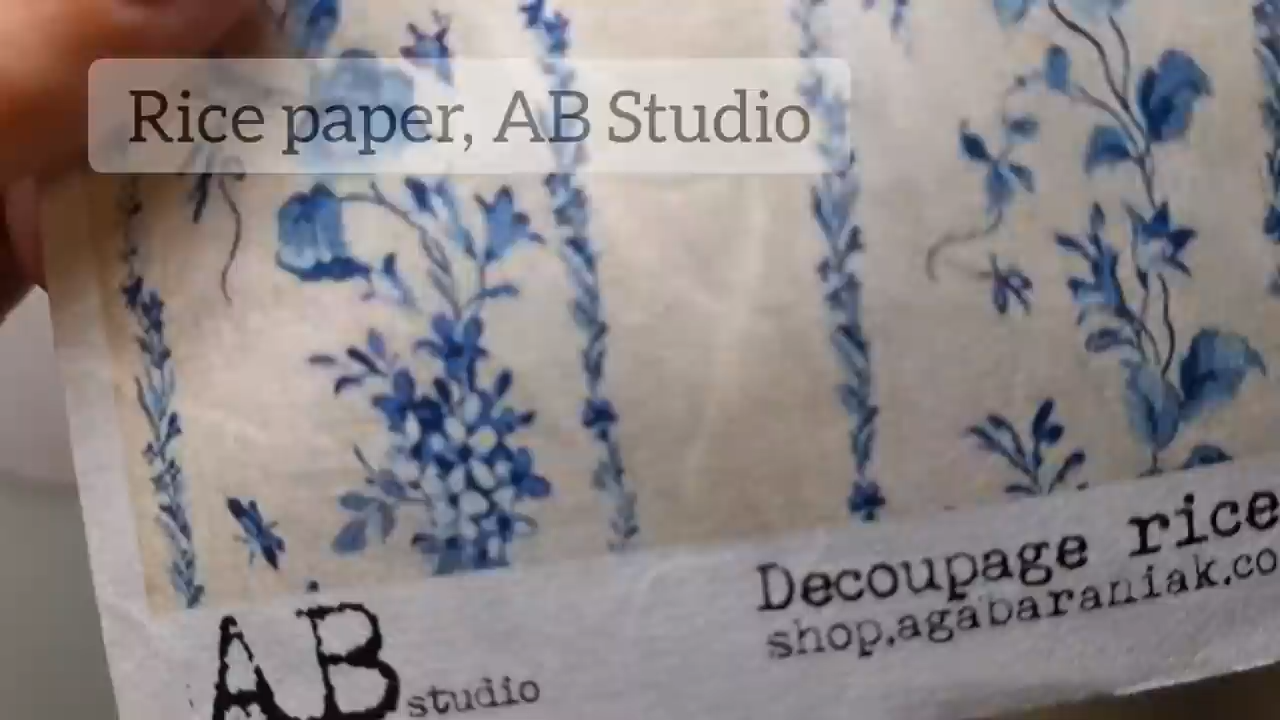 Rice paper, AB Studio
Decoupage rice
shop.agabaraniak.co
AB studio